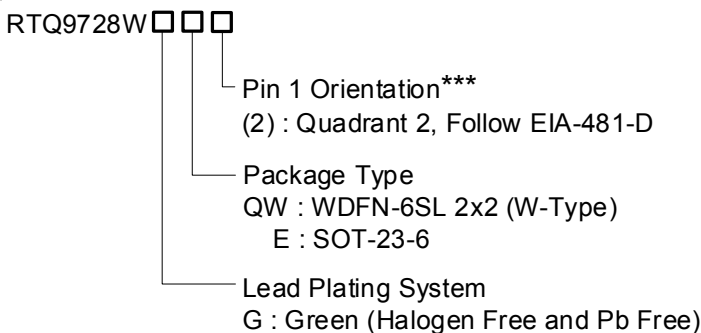 RTQ9728W□□□
Pin 1 Orientation***
(2) : Quadrant 2, Follow EIA-481-D
Package Type
QW : WDFN-6SL 2x2 (W-Type)
E : SOT-23-6
Lead Plating System
G : Green (Halogen Free and Pb Free)